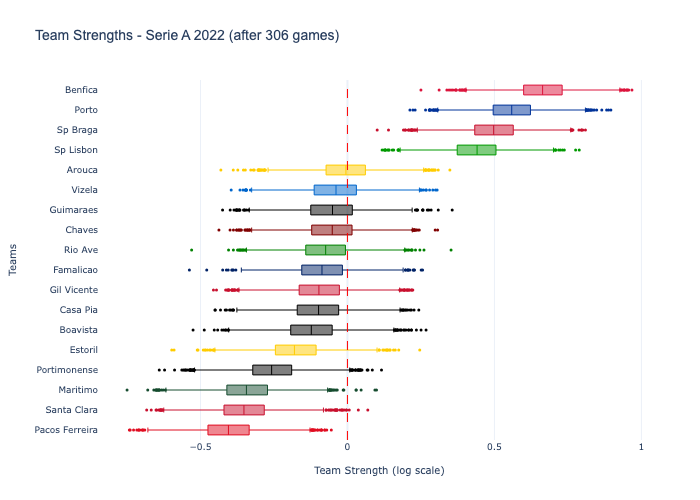 Team Strengths - Serie A 2022 (after 306 games)
Benfica
Porto
Sp Braga
Sp Lisbon
Arouca
Vizela
Guimaraes
Chaves
Rio Ave
Famalicao
Gil Vicente
Casa Pia
Boavista
Estoril
Portimonense
Maritimo
Santa Clara
Pacos Ferreira
Teams
−0.5 0 0.5 1
Team Strength (log scale)